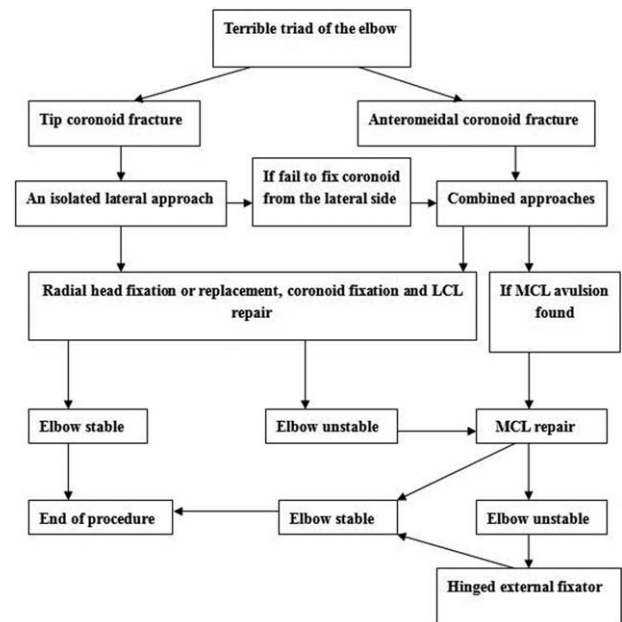 Terrible triad of the elbow
Tip coronoid fracture
Anteromeidal coronoid fracture
If fail to fix coronoid
from the lateral side
An isolated lateral approach
Combined approaches
Radial head fixation or replacement, coronoid fixation and LCL
repair
If MCL avulsion
found
Elbow stable
Elbow unstable
MCL repair
End of procedure
Elbow stable
Elbow unstable
Hinged external fixator